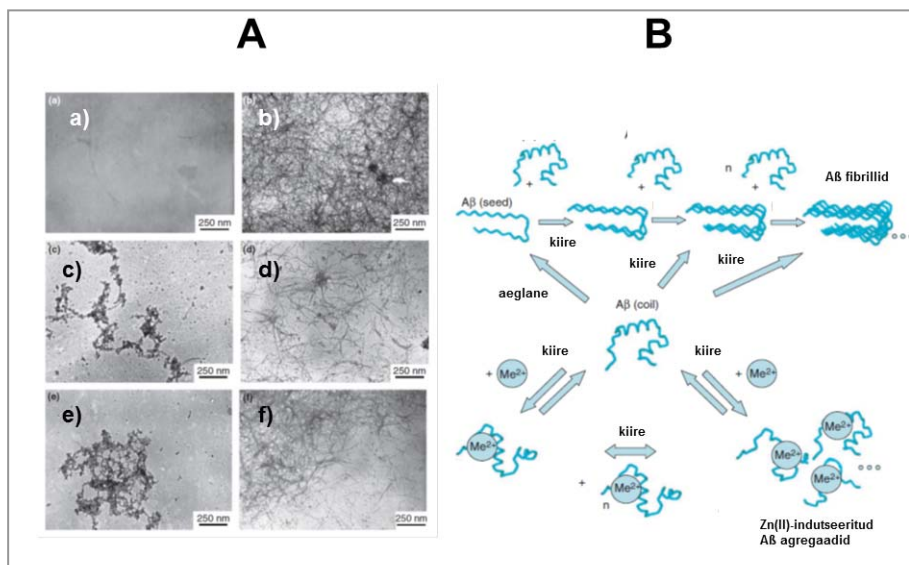 A
B
(a)
a)
250 nm
(b)
b)
250 nm
(c)
c)
250 nm
(d)
d)
250 nm
(e)
e)
250 nm
(f)
f)
250 nm
+
+
n
+
Aβ fibrillid
Aβ (seed)
kiire
kiire
kiire
aeglane
Aβ (coil)
kiire
kiire
+ Me²⁺
+ Me²⁺
Me²⁺
kiire
+
Me²⁺
n
Me²⁺
Me²⁺
Me²⁺
Zn(II)-indutseeritud
Aß agregaadid